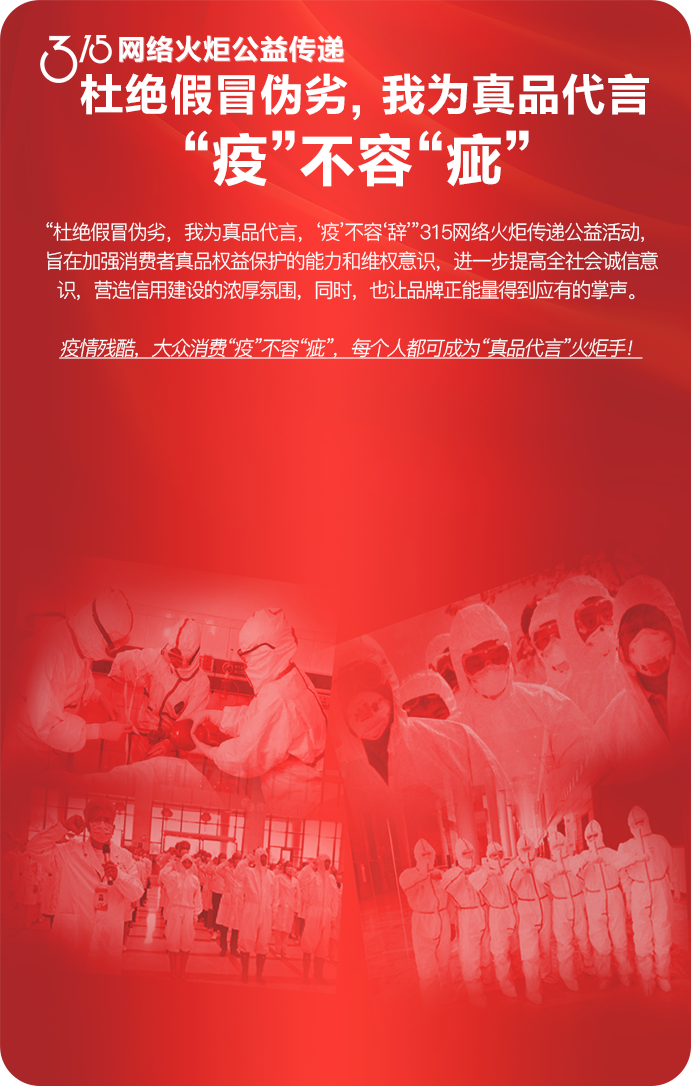 315 网络火炬公益传递
杜绝假冒伪劣，我为真品代言
“疫”不容“疵”
“杜绝假冒伪劣，我为真品代言，‘疫’不容‘辞’”315网络火炬传递公益活动，
旨在加强消费者真品权益保护的能力和维权意识，进一步提高全社会诚信意
识，营造信用建设的浓厚氛围，同时，也让品牌正能量得到应有的掌声。
疫情残酷，大众消费“疫”不容“疵”，每个人都可成为“真品代言”火炬手！